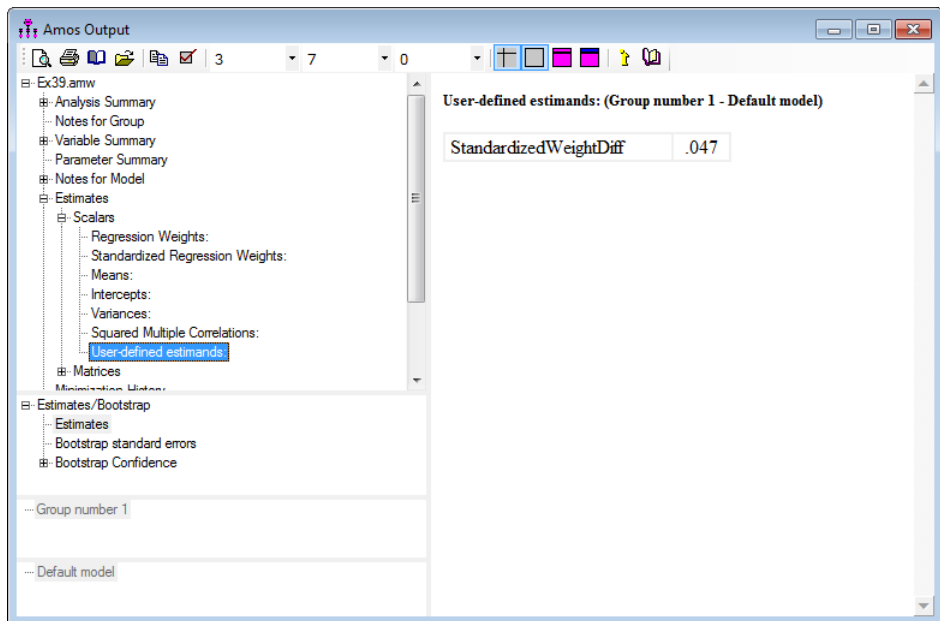 Amos Output
3 7 0
Ex39.amw
Analysis Summary
Notes for Group
Variable Summary
Parameter Summary
Notes for Model
Estimates
Scalars
Regression Weights:
Standardized Regression Weights:
Means:
Intercepts:
Variances:
Squared Multiple Correlations:
User-defined estimands:
Matrices
Minimization History
Estimates/Bootstrap
Estimates
Bootstrap standard errors
Bootstrap Confidence
Group number 1
Default model
User-defined estimands: (Group number 1 - Default model)
StandardizedWeightDiff .047